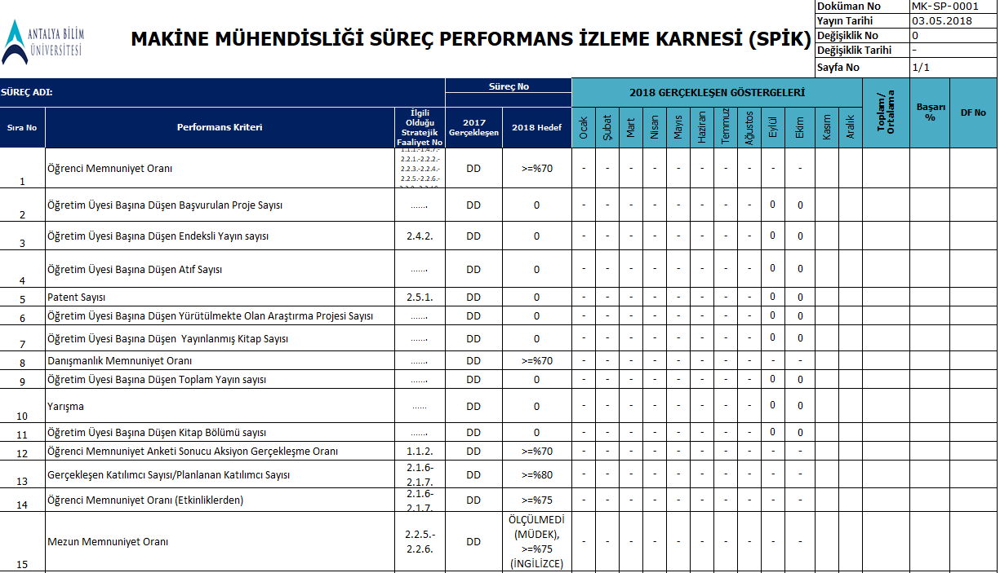 ANTALYA BİLİM
ÜNİVERSİTESİ
MAKİNE MÜHENDİSLİĞİ SÜREÇ PERFORMANS İZLEME KARNESİ (SPİK)
Doküman No MK-SP-0001
Yayın Tarihi 03.05.2018
Değişiklik No 0
Değişiklik Tarihi -
Sayfa No 1/1
SÜREÇ ADI: Süreç No 2018 GERÇEKLEŞEN GÖSTERGELERİ Toplam/ Ortalama Başarı % DF No
Sıra No Performans Kriteri İlgili Olduğu Stratejik Faaliyet No 2017 Gerçekleşen 2018 Hedef Ocak Şubat Mart Nisan Mayıs Haziran Temmuz Ağustos Eylül Ekim Kasım Aralık
1 Öğrenci Memnuniyet Oranı 1.1.1.-1.4.7.- 2.2.1.-2.2.2.- 2.2.3.-2.2.4.- 2.2.5.-2.2.6.- DD >=%70 - - - - - - - - - -
2 Öğretim Üyesi Başına Düşen Başvurulan Proje Sayısı ....... DD 0 - - - - - - - - 0 0
3 Öğretim Üyesi Başına Düşen Endeksli Yayın sayısı 2.4.2. DD 0 - - - - - - - - 0 0
4 Öğretim Üyesi Başına Düşen Atıf Sayısı ....... DD 0 - - - - - - - - 0 0
5 Patent Sayısı 2.5.1. DD 0 - - - - - - - - 0 0
6 Öğretim Üyesi Başına Düşen Yürütülmekte Olan Araştırma Projesi Sayısı ....... DD 0 - - - - - - - - 0 0
7 Öğretim Üyesi Başına Düşen  Yayınlanmış Kitap Sayısı ....... DD 0 - - - - - - - - 0 0
8 Danışmanlık Memnuniyet Oranı ....... DD >=%70 - - - - - - - - - -
9 Öğretim Üyesi Başına Düşen Toplam Yayın sayısı ....... DD 0 - - - - - - - - 0 0
10 Yarışma ...... DD 0 - - - - - - - - 0 0
11 Öğretim Üyesi Başına Düşen Kitap Bölümü sayısı ....... DD 0 - - - - - - - - 0 0
12 Öğrenci Memnuniyet Anketi Sonucu Aksiyon Gerçekleşme Oranı 1.1.2. DD >=%70 - - - - - - - - - -
13 Gerçekleşen Katılımcı Sayısı/Planlanan Katılımcı Sayısı 2.1.6- 2.1.7. DD >=%80 - - - - - - - - - -
14 Öğrenci Memnuniyet Oranı (Etkinliklerden) 2.1.6- 2.1.7. DD >=%75 - - - - - - - - - -
15 Mezun Memnuniyet Oranı 2.2.5.- 2.2.6. DD ÖLÇÜLMEDİ (MÜDEK), >=%75 (İNGİLİZCE) - - - - - - - - - -